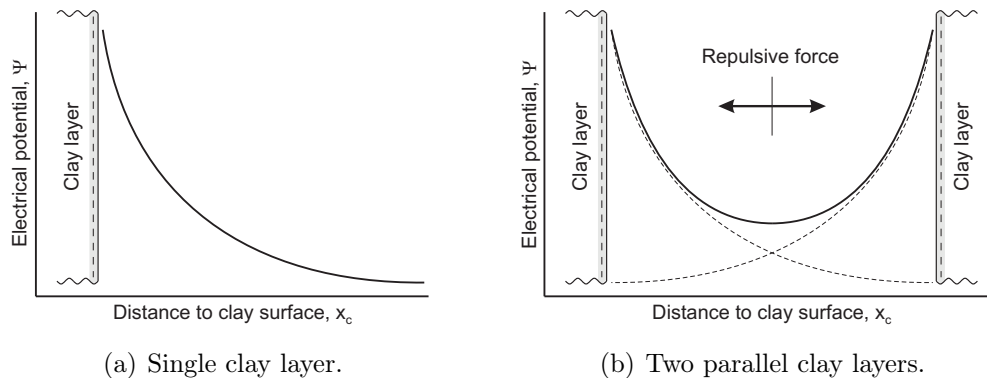 Electrical potential, Ψ
Clay layer
Distance to clay surface, x_c
(a) Single clay layer.
Electrical potential, Ψ
Clay layer
Repulsive force
Clay layer
Distance to clay surface, x_c
(b) Two parallel clay layers.